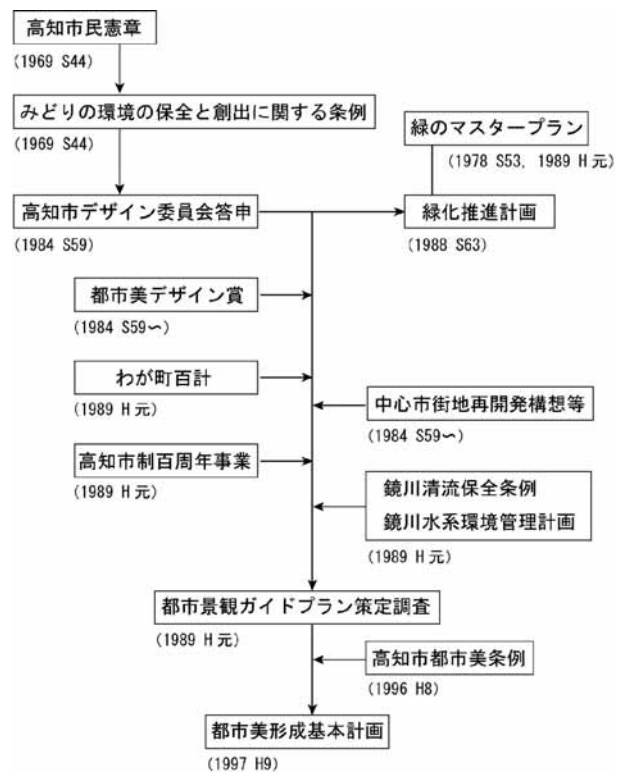 高知市民憲章
(1969 S44)
みどりの環境の保全と創出に関する条例
(1969 S44)
緑のマスタープラン
(1978 S53, 1989 H元)
高知市デザイン委員会答申
(1984 S59)
緑化推進計画
(1988 S63)
都市美デザイン賞
(1984 S59〜)
わが町百計
(1989 H元)
中心市街地再開発構想等
(1984 S59〜)
高知市制百周年事業
(1989 H元)
鏡川清流保全条例
鏡川水系環境管理計画
(1989 H元)
都市景観ガイドプラン策定調査
(1989 H元)
高知市都市美条例
(1996 H8)
都市美形成基本計画
(1997 H9)